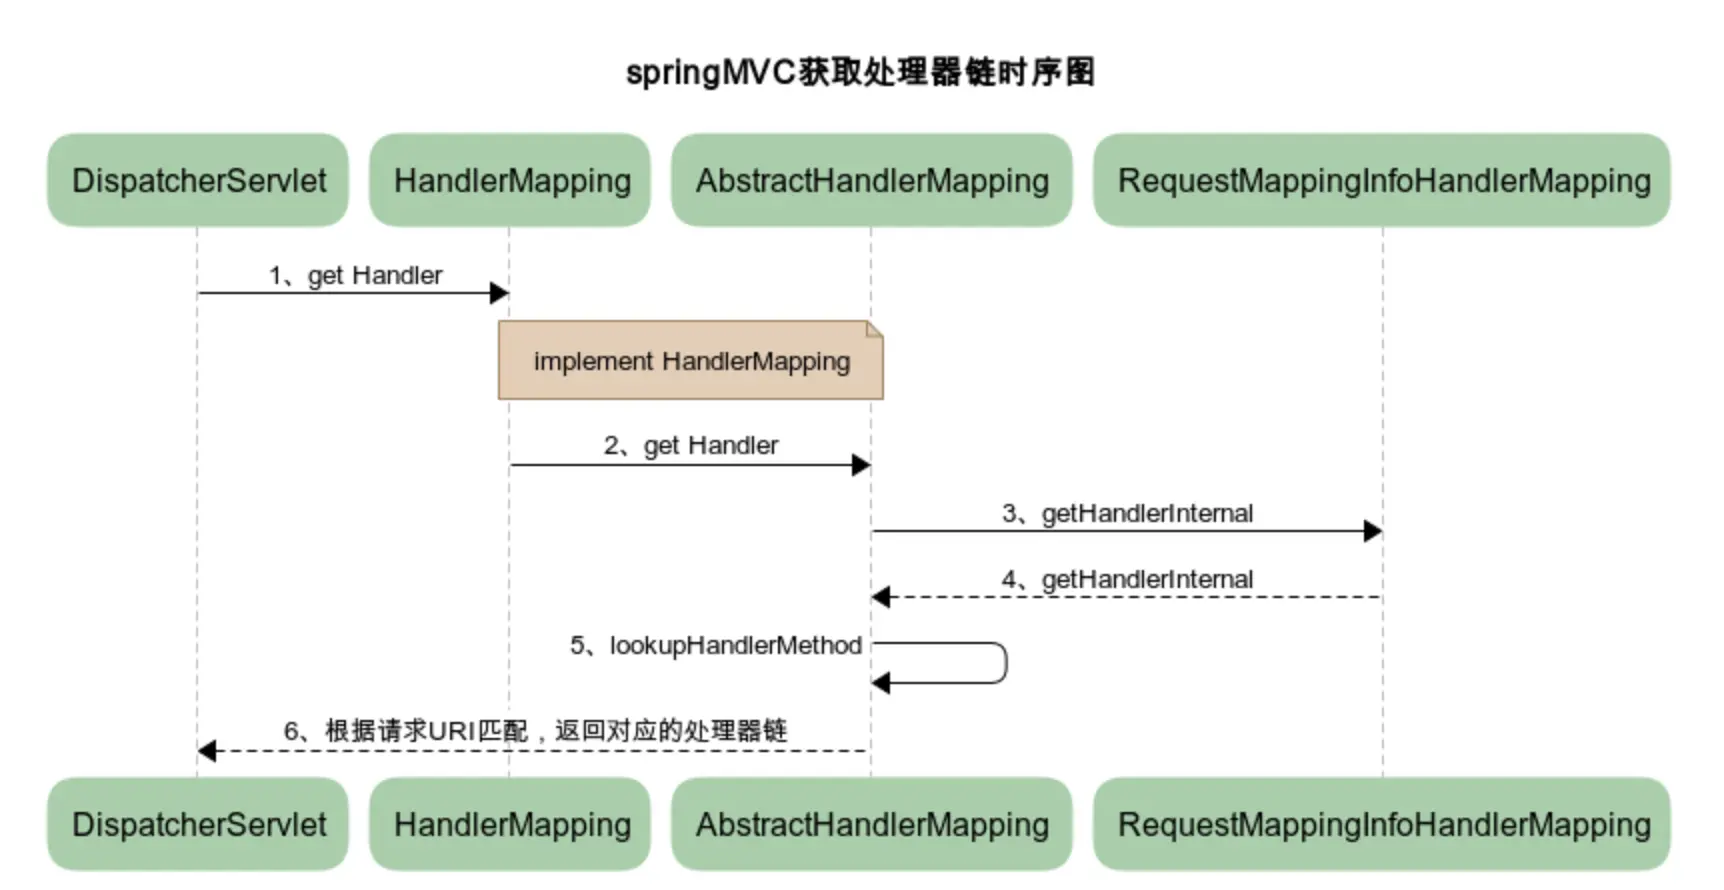 springMVC获取处理器链时序图
DispatcherServlet
HandlerMapping
AbstractHandlerMapping
RequestMappingInfoHandlerMapping
1、get Handler
implement HandlerMapping
2、get Handler
3、getHandlerInternal
4、getHandlerInternal
5、lookupHandlerMethod
6、根据请求URI匹配，返回对应的处理器链
DispatcherServlet
HandlerMapping
AbstractHandlerMapping
RequestMappingInfoHandlerMapping